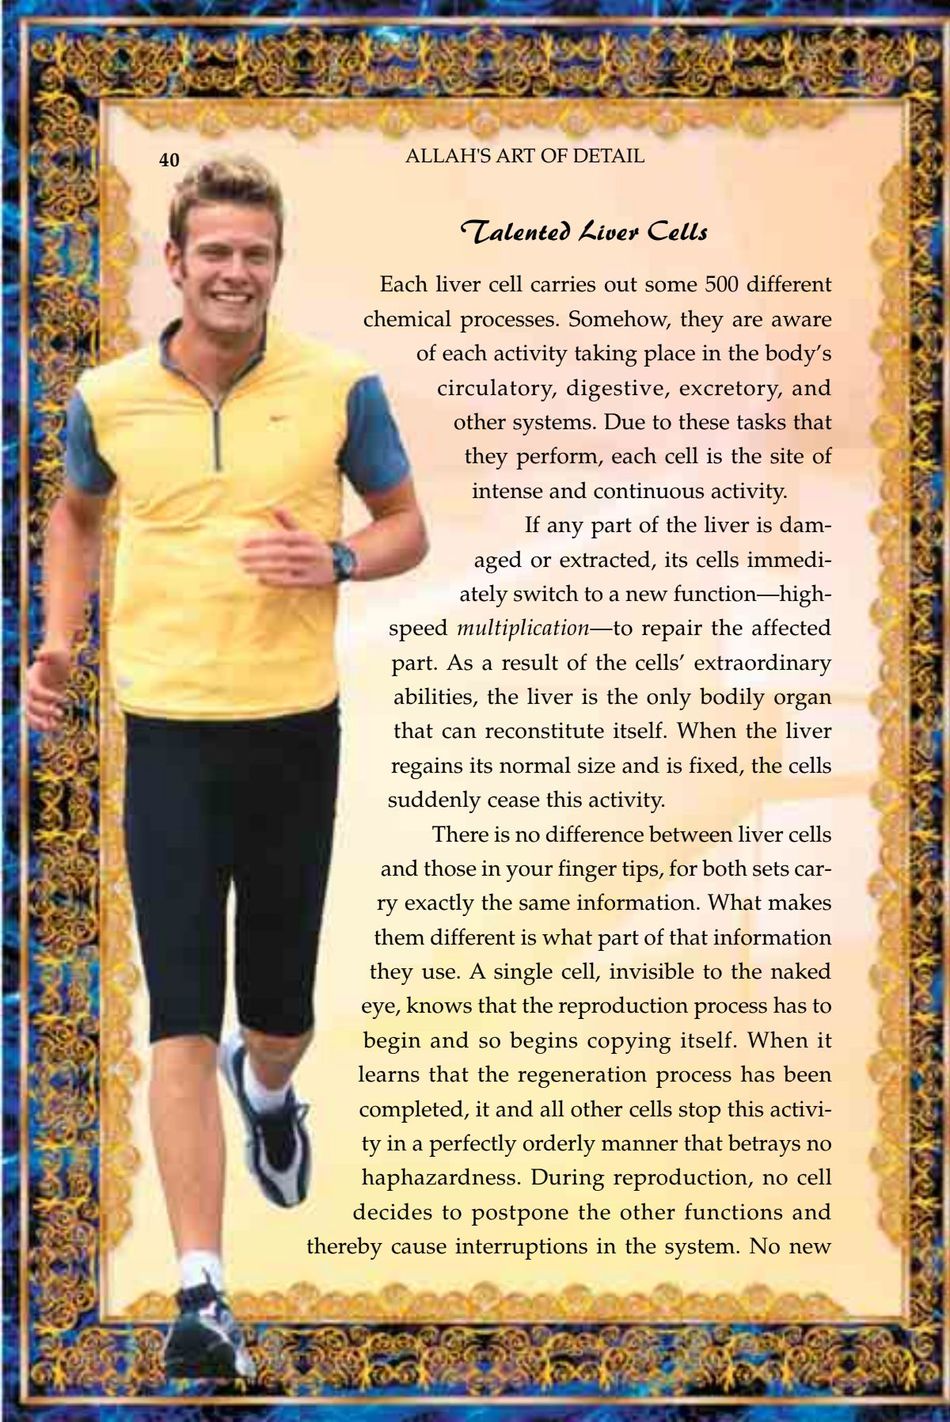 40
ALLAH'S ART OF DETAIL
Talented Liver Cells
Each liver cell carries out some 500 different
chemical processes. Somehow, they are aware
of each activity taking place in the body’s
circulatory, digestive, excretory, and
other systems. Due to these tasks that
they perform, each cell is the site of
intense and continuous activity.
If any part of the liver is dam-
aged or extracted, its cells immedi-
ately switch to a new function—high-
speed multiplication—to repair the affected
part. As a result of the cells’ extraordinary
abilities, the liver is the only bodily organ
that can reconstitute itself. When the liver
regains its normal size and is fixed, the cells
suddenly cease this activity.
There is no difference between liver cells
and those in your finger tips, for both sets car-
ry exactly the same information. What makes
them different is what part of that information
they use. A single cell, invisible to the naked
eye, knows that the reproduction process has to
begin and so begins copying itself. When it
learns that the regeneration process has been
completed, it and all other cells stop this activi-
ty in a perfectly orderly manner that betrays no
haphazardness. During reproduction, no cell
decides to postpone the other functions and
thereby cause interruptions in the system. No new